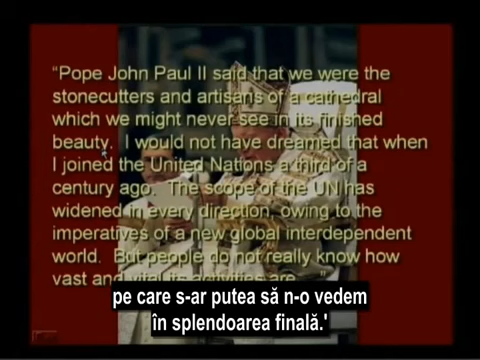 “Pope John Paul II said that we were the
stonecutters and artisans of a cathedral
which we might never see in its finished
beauty. I would not have dreamed that when
I joined the United Nations a third of a
century ago. The scope of the UN has
widened in every direction, owing to the
imperatives of a new global interdependent
world. But people do not really know how
vast and vital its activities are ...”
pe care s-ar putea să n-o vedem
în splendoarea finală.'